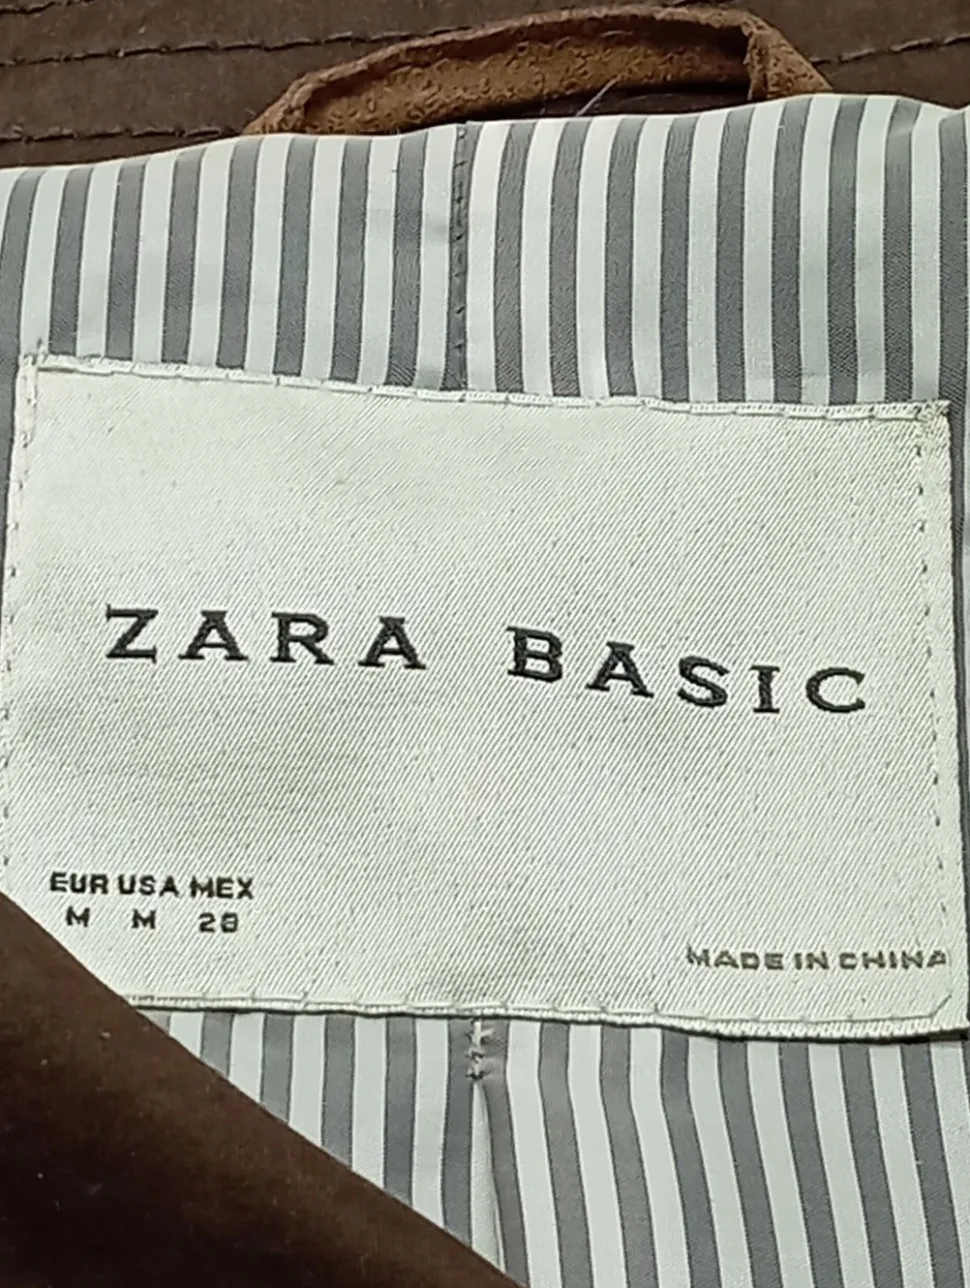 ZARA BASIC
EUR USA MEX
M M 28
MADE IN CHINA